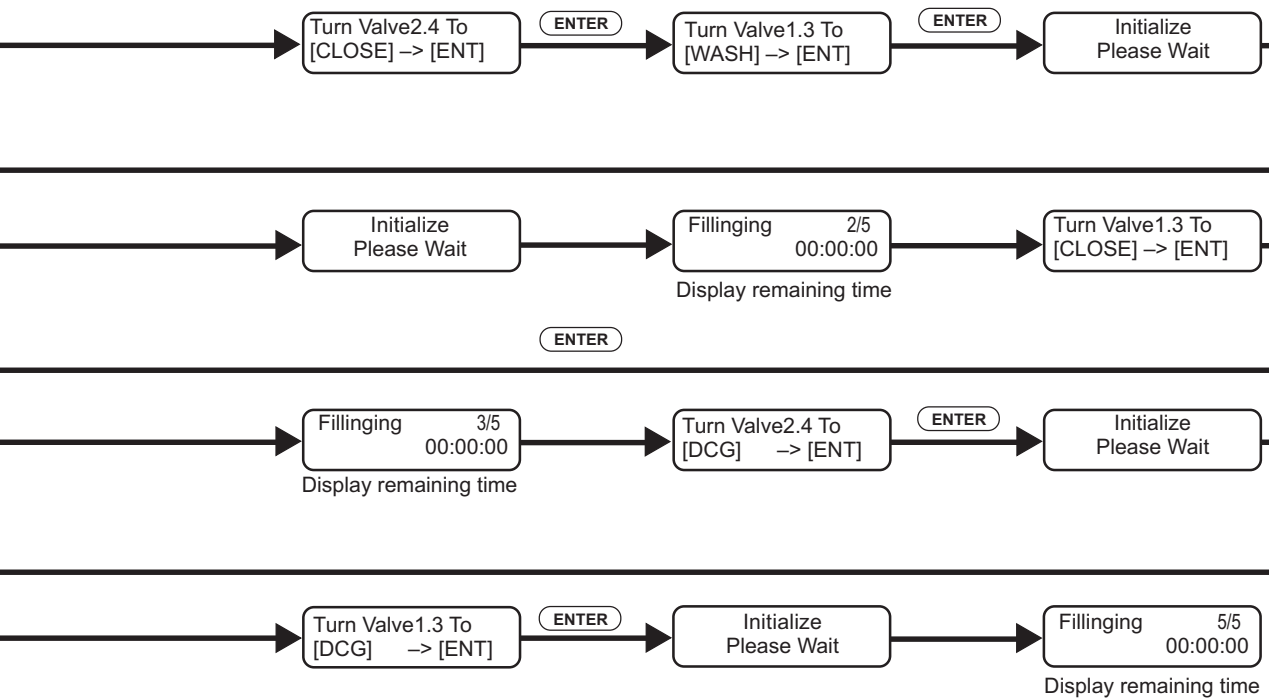 Turn Valve2.4 To
[CLOSE] –> [ENT]
ENTER
Turn Valve1.3 To
[WASH] –> [ENT]
ENTER
Initialize
Please Wait
Initialize
Please Wait
Fillinging 2/5
00:00:00
Display remaining time
Turn Valve1.3 To
[CLOSE] –> [ENT]
ENTER
Fillinging 3/5
00:00:00
Display remaining time
Turn Valve2.4 To
[DCG] –> [ENT]
ENTER
Initialize
Please Wait
Turn Valve1.3 To
[DCG] –> [ENT]
ENTER
Initialize
Please Wait
Fillinging 5/5
00:00:00
Display remaining time